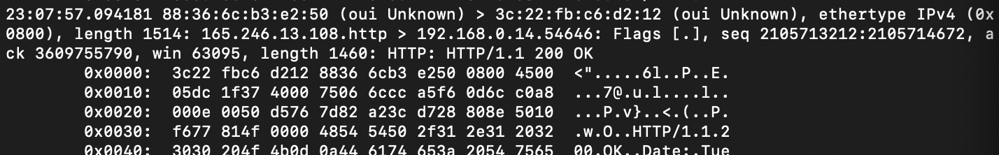 23:07:57.094181 88:36:6c:b3:e2:50 (oui Unknown) > 3c:22:fb:c6:d2:12 (oui Unknown), ethertype IPv4 (0x
0800), length 1514: 165.246.13.108.http > 192.168.0.14.54646: Flags [.], seq 2105713212:2105714672, a
ck 3609755790, win 63095, length 1460: HTTP: HTTP/1.1 200 OK
0x0000:  3c22 fbc6 d212 8836 6cb3 e250 0800 4500  <".....6l..P..E.
0x0010:  05dc 1f37 4000 7506 6ccc a5f6 0d6c c0a8  ...7@.u.l....l..
0x0020:  000e 0050 d576 7d82 a23c d728 808e 5010  ...P.v}..<.(..P.
0x0030:  f677 814f 0000 4854 5450 2f31 2e31 2032  .w.O..HTTP/1.1.2
0x0040:  3030 204f 4b0d 0a44 6174 653a 2054 7565  00.OK..Date:.Tue